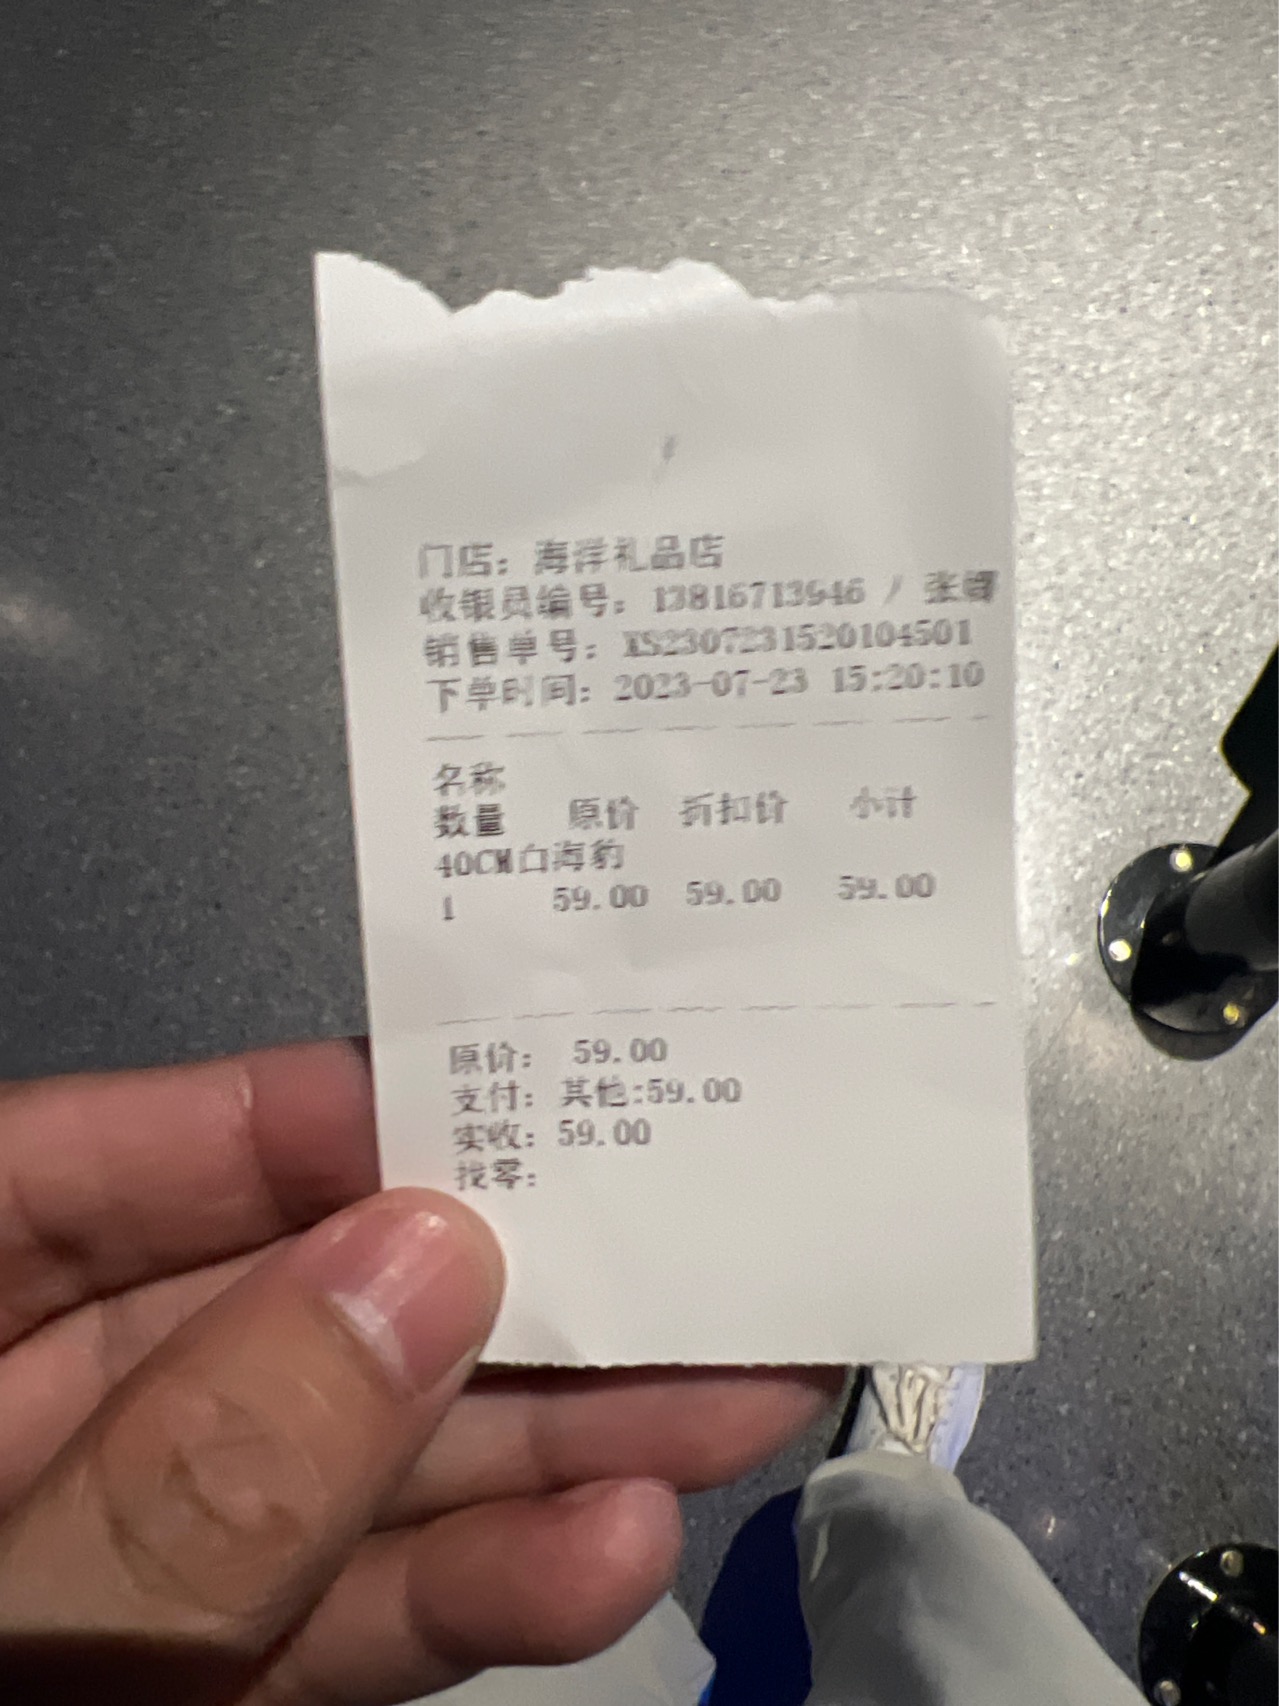 门店: 海洋礼品店
收银员编号: 13816713946 / 张娜
销售单号: XS2307231520104501
下单时间: 2023-07-23 15:20:10
名称
数量 原价 折扣价 小计
40CM白海豹
1 59.00 59.00 59.00
原价: 59.00
支付: 其他:59.00
实收: 59.00
找零: